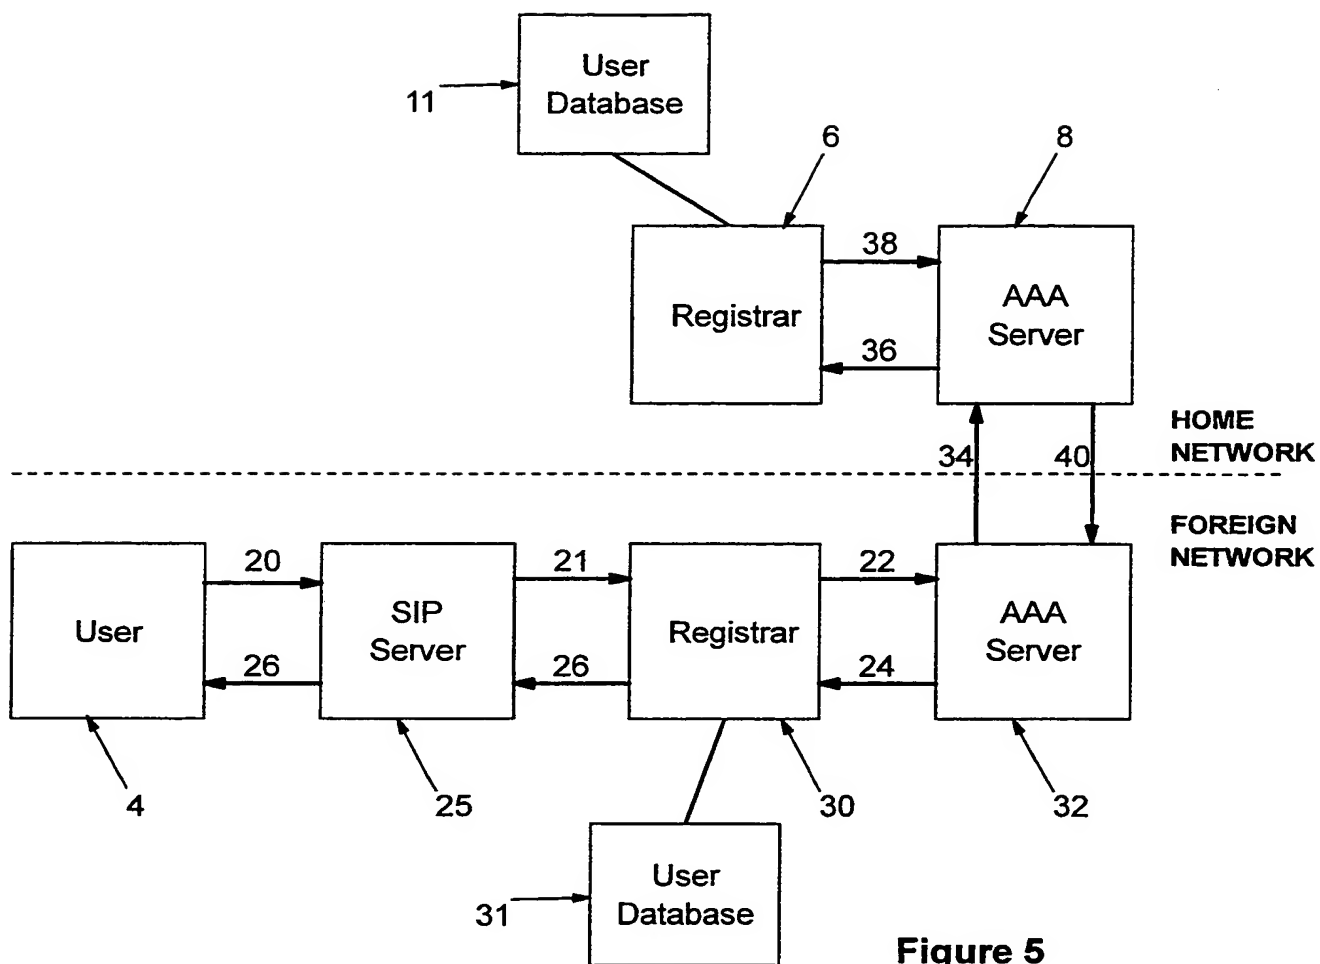 User
Database
11
6
8
38
Registrar
AAA
Server
36
HOME
NETWORK
34
40
FOREIGN
NETWORK
20
21
22
User
SIP
Server
Registrar
AAA
Server
26
26
24
4
25
30
32
User
Database
31
Figure 5